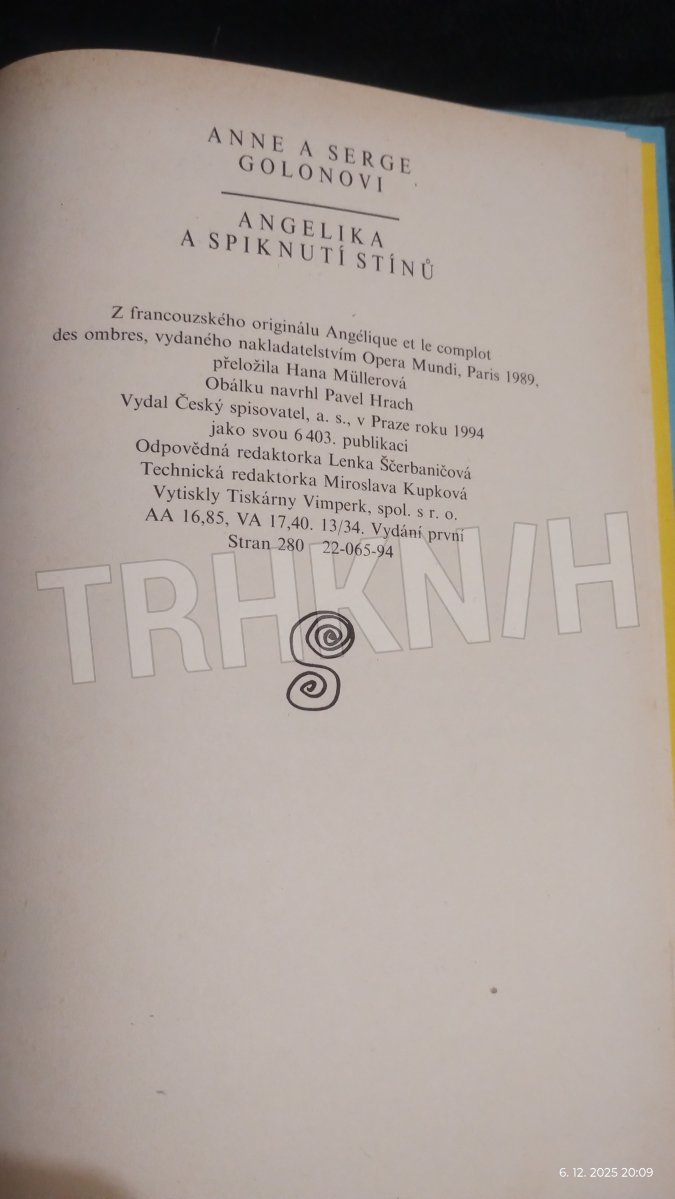 ANNE A SERGE
GOLONOVI
ANGELIKA
A SPIKNUTÍ STÍNŮ
Z francouzského originálu Angélique et le complot
des ombres, vydaného nakladatelstvím Opera Mundi, Paris 1989,
přeložila Hana Müllerová
Obálku navrhl Pavel Hrach
Vydal Český spisovatel, a. s., v Praze roku 1994
jako svou 6 403. publikaci
Odpovědná redaktorka Lenka Ščerbaničová
Technická redaktorka Miroslava Kupková
Vytiskly Tiskárny Vimperk, spol. s r. o.
AA 16,85, VA 17,40. 13/34. Vydání první
Stran 280 22-065-94
TRHKNIH
6. 12. 2025 20:09